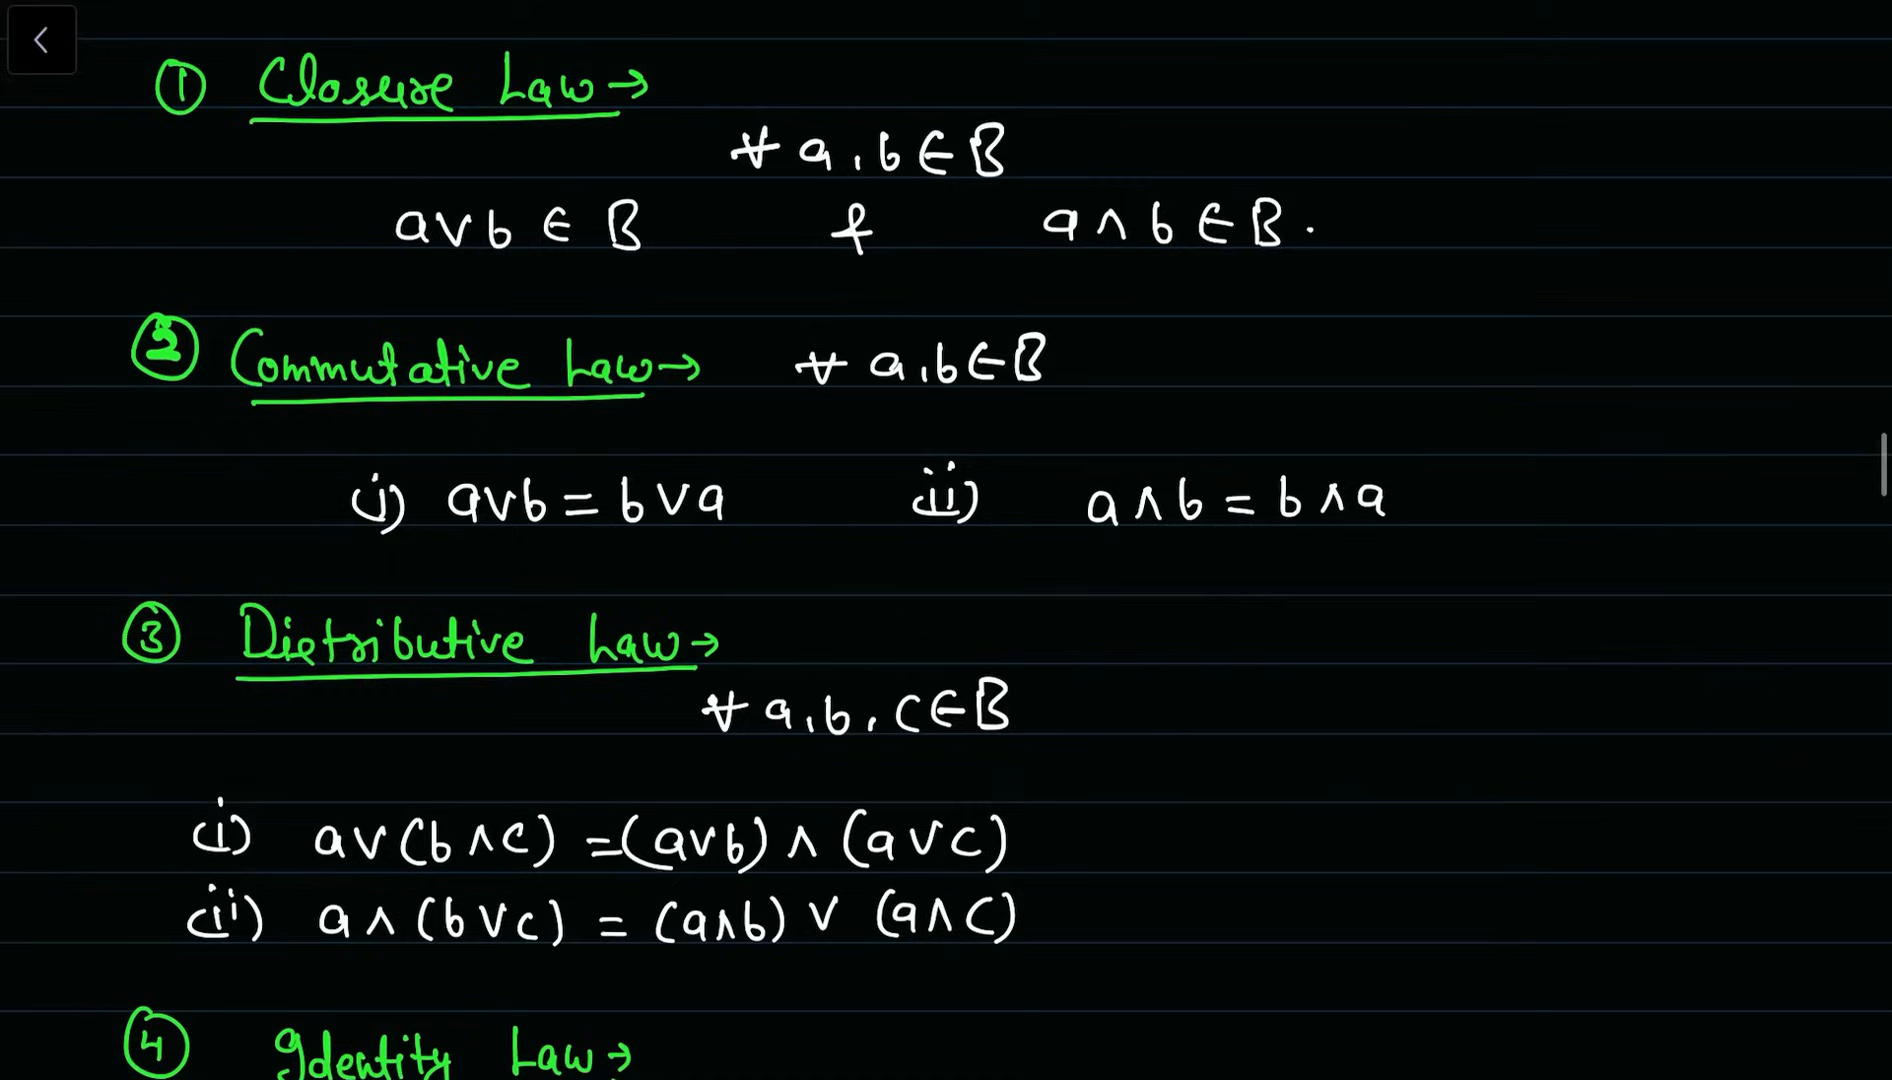 ① Closure Law →
∀ a, b ∈ B
a∨b ∈ B & a∧b ∈ B.
② Commutative Law → ∀ a, b ∈ B
(i) a∨b = b∨a (ii) a∧b = b∧a
③ Distributive Law →
∀ a, b, c ∈ B
(i) a∨(b∧c) = (a∨b) ∧ (a∨c)
(ii) a∧(b∨c) = (a∧b) ∨ (a∧c)
④ Identity Law →